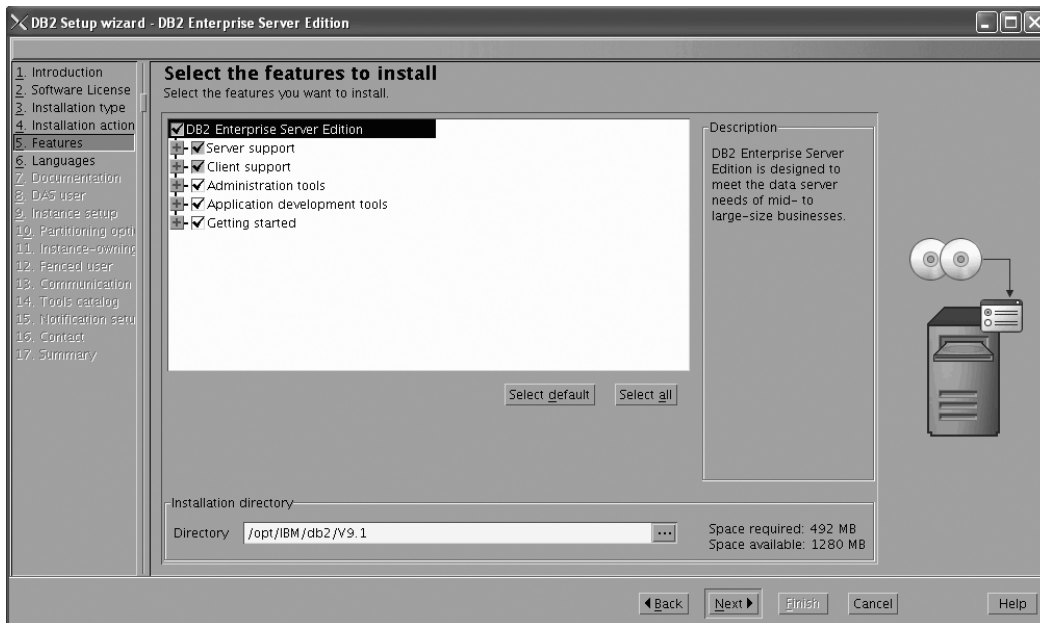 DB2 Setup wizard - DB2 Enterprise Server Edition
1. Introduction
2. Software License
3. Installation type
4. Installation action
5. Features
6. Languages
7. Documentation
8. DAS user
9. Instance setup
10. Partitioning opti
11. Instance-owning
12. Fenced user
13. Communication
14. Tools catalog
15. Notification setu
16. Contact
17. Summary
Select the features to install
Select the features you want to install.
DB2 Enterprise Server Edition
Server support
Client support
Administration tools
Application development tools
Getting started
Select default
Select all
Description
DB2 Enterprise Server
Edition is designed to
meet the data server
needs of mid- to
large-size businesses.
Installation directory
Directory /opt/IBM/db2/V9.1 ...
Space required: 492 MB
Space available: 1280 MB
Back Next Finish Cancel Help